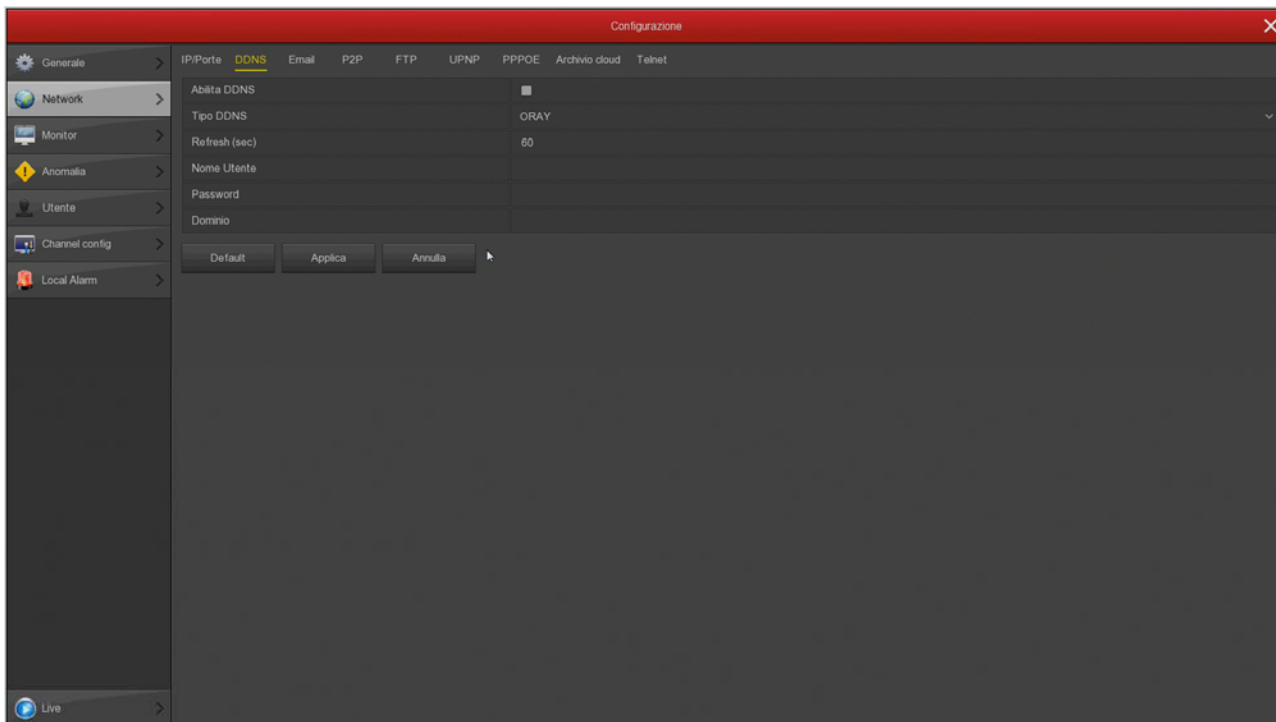 Configurazione
Generale
Network
Monitor
Anomalia
Utente
Channel config
Local Alarm
Live
IP/Porte DDNS Email P2P FTP UPNP PPPOE Archivio cloud Telnet
Abilita DDNS
Tipo DDNS ORAY
Refresh (sec) 60
Nome Utente
Password
Dominio
Default Applica Annulla